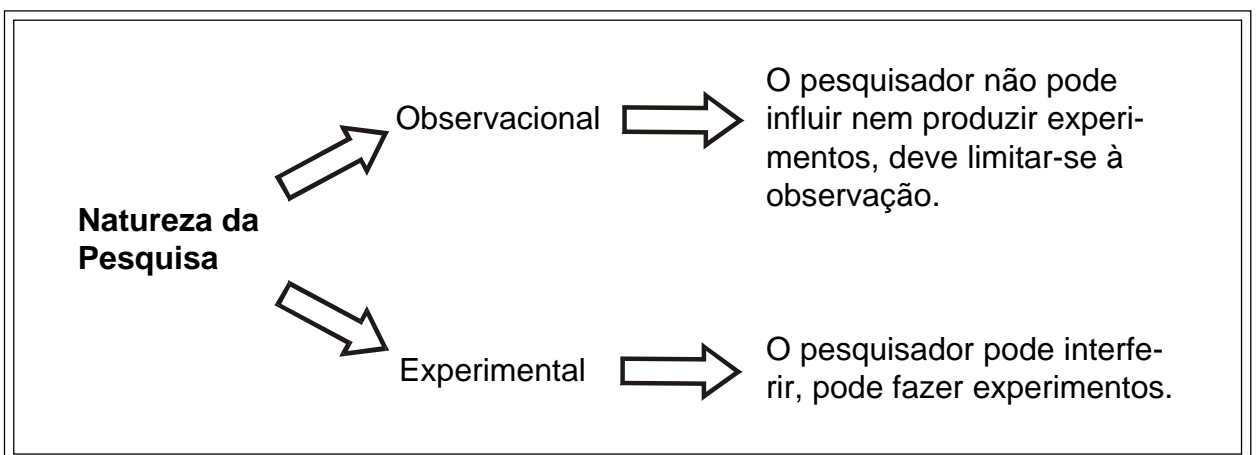 Natureza da
Pesquisa
Observacional
O pesquisador não pode
influir nem produzir experi-
mentos, deve limitar-se à
observação.
Experimental
O pesquisador pode interfe-
rir, pode fazer experimentos.